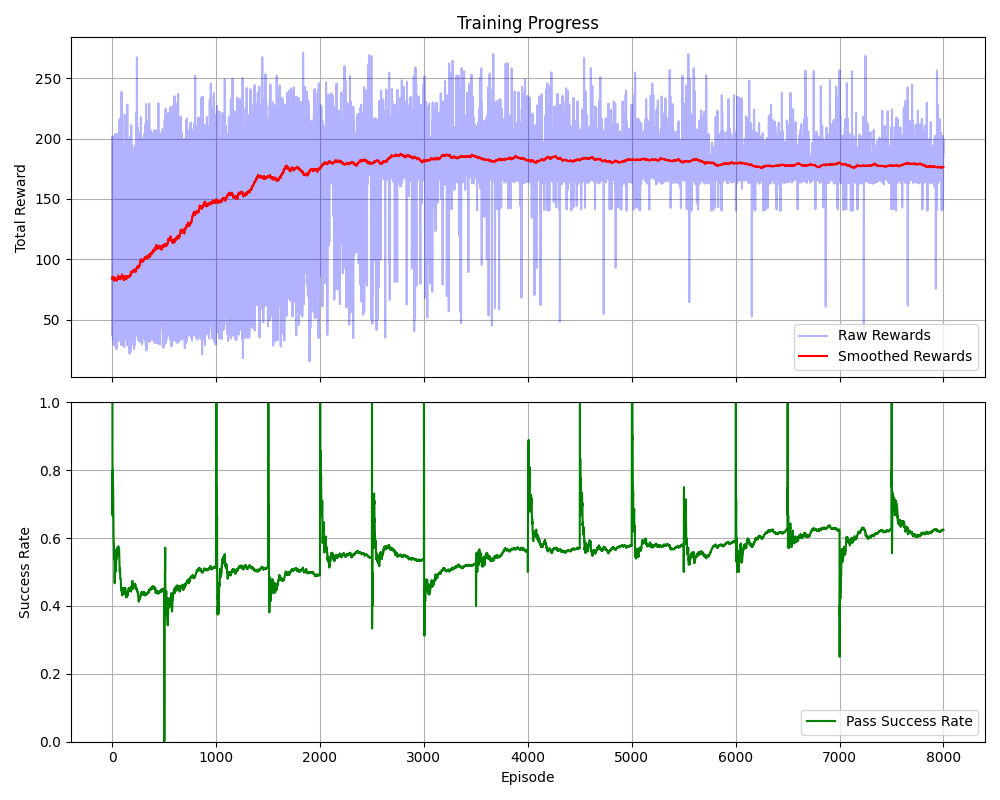 Training Progress
Total Reward
250
200
150
100
50
Raw Rewards
Smoothed Rewards
Success Rate
1.0
0.8
0.6
0.4
0.2
0.0
Pass Success Rate
0 1000 2000 3000 4000 5000 6000 7000 8000
Episode